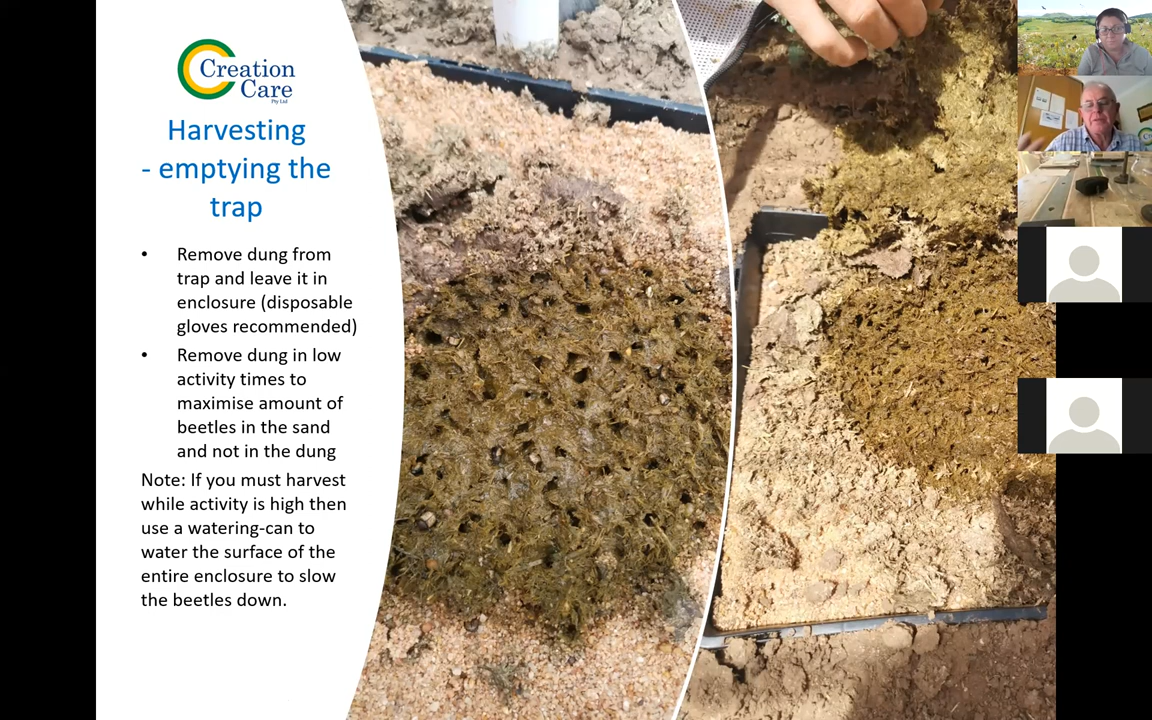 Creation
Care
Pty Ltd
Harvesting
- emptying the
trap
• Remove dung from
trap and leave it in
enclosure (disposable
gloves recommended)
• Remove dung in low
activity times to
maximise amount of
beetles in the sand
and not in the dung
Note: If you must harvest
while activity is high then
use a watering-can to
water the surface of the
entire enclosure to slow
the beetles down.